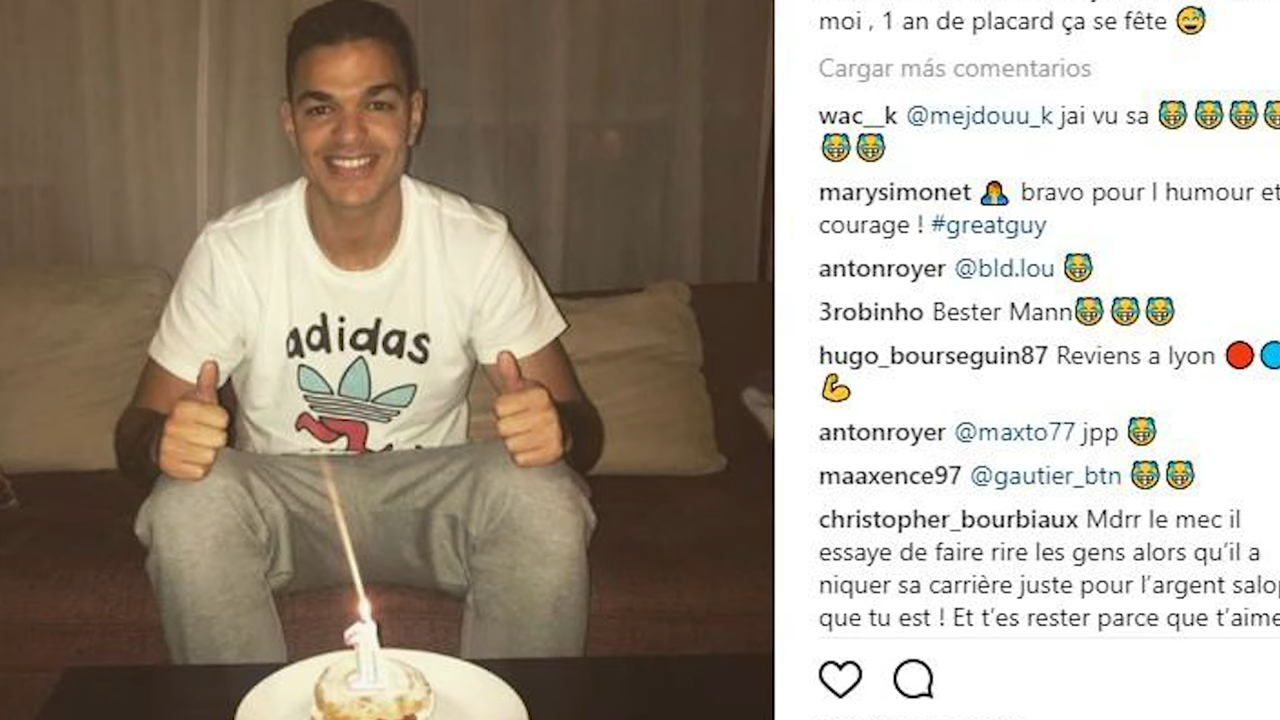 adidas
moi , 1 an de placard ça se fête 😅
Cargar más comentarios
wac__k @mejdouu_k jai vu sa 😹😹😹😹
😹😹
marysimonet 🤦‍♀️ bravo pour l humour et
courage ! #greatguy
antonroyer @bld.lou 😹
3robinho Bester Mann😹😹😹
hugo_bourseguin87 Reviens a lyon 🔴🔵
💪
antonroyer @maxto77 jpp 😹
maaxence97 @gautier_btn 😹😹
christopher_bourbiaux Mdrr le mec il
essaye de faire rire les gens alors qu'il a
niquer sa carrière juste pour l'argent salop
que tu est ! Et t'es rester parce que t'aime